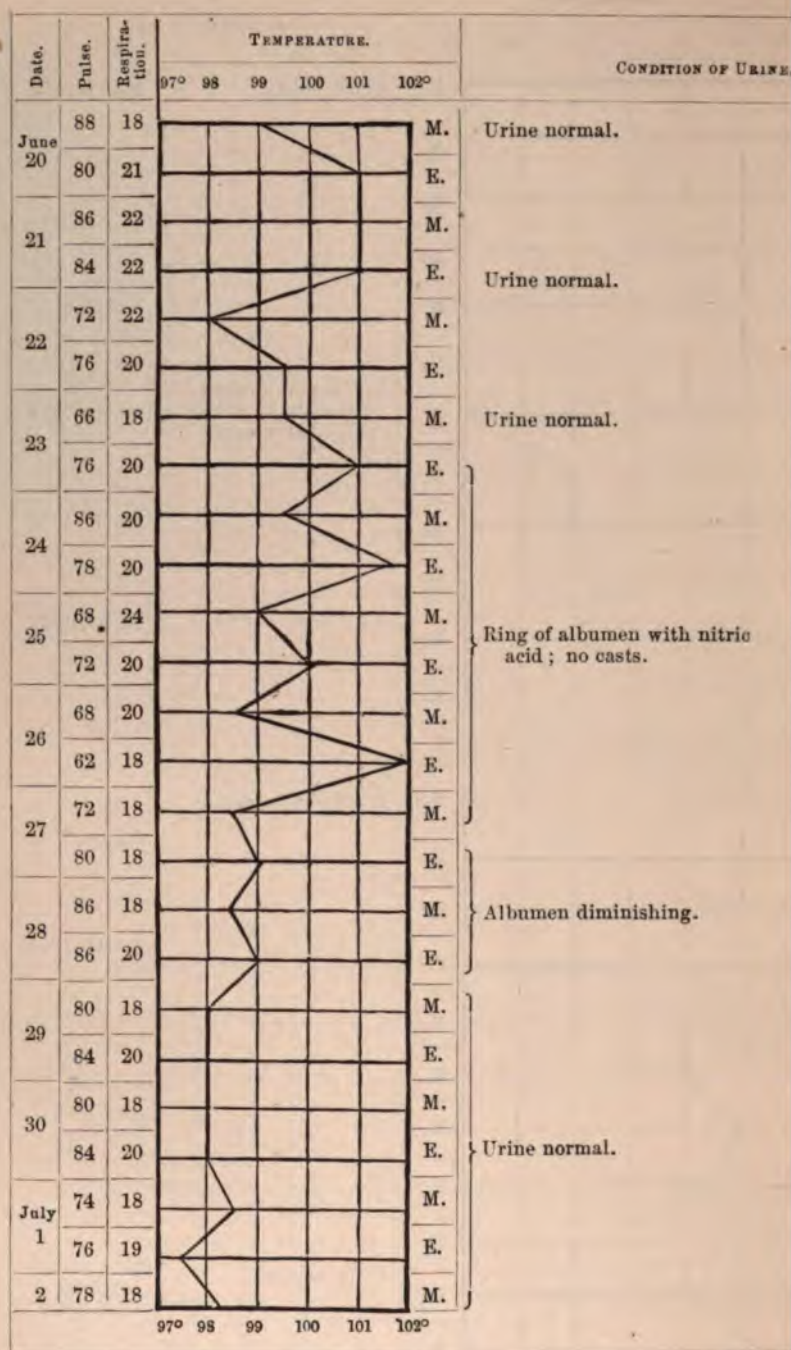 Date. Pulse. Respira-
tion. TEMPERATURE. CONDITION OF URINE.
97° 98 99 100 101 102°
June
20 88 18 M. Urine normal.
80 21 E.
21 86 22 M.
84 22 E. Urine normal.
22 72 22 M.
76 20 E.
23 66 18 M. Urine normal.
76 20 E.
24 86 20 M.
78 20 E.
25 68 24 M. Ring of albumen with nitric
acid; no casts.
72 20 E.
26 68 20 M.
62 18 E.
27 72 18 M.
80 18 E.
28 86 18 M. Albumen diminishing.
86 20 E.
29 80 18 M.
84 20 E.
30 80 18 M.
84 20 E. Urine normal.
July
1 74 18 M.
76 19 E.
2 78 18 M.
97° 98 99 100 101 102°